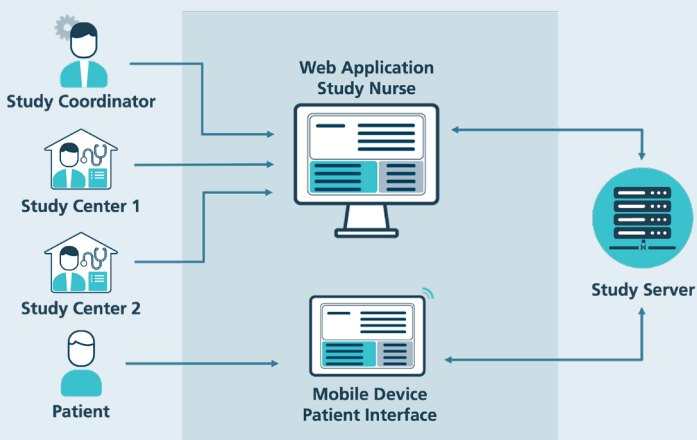 Web Application
Study Nurse
Study Coordinator
Study Center 1
Study Center 2
Study Server
Patient
Mobile Device
Patient Interface